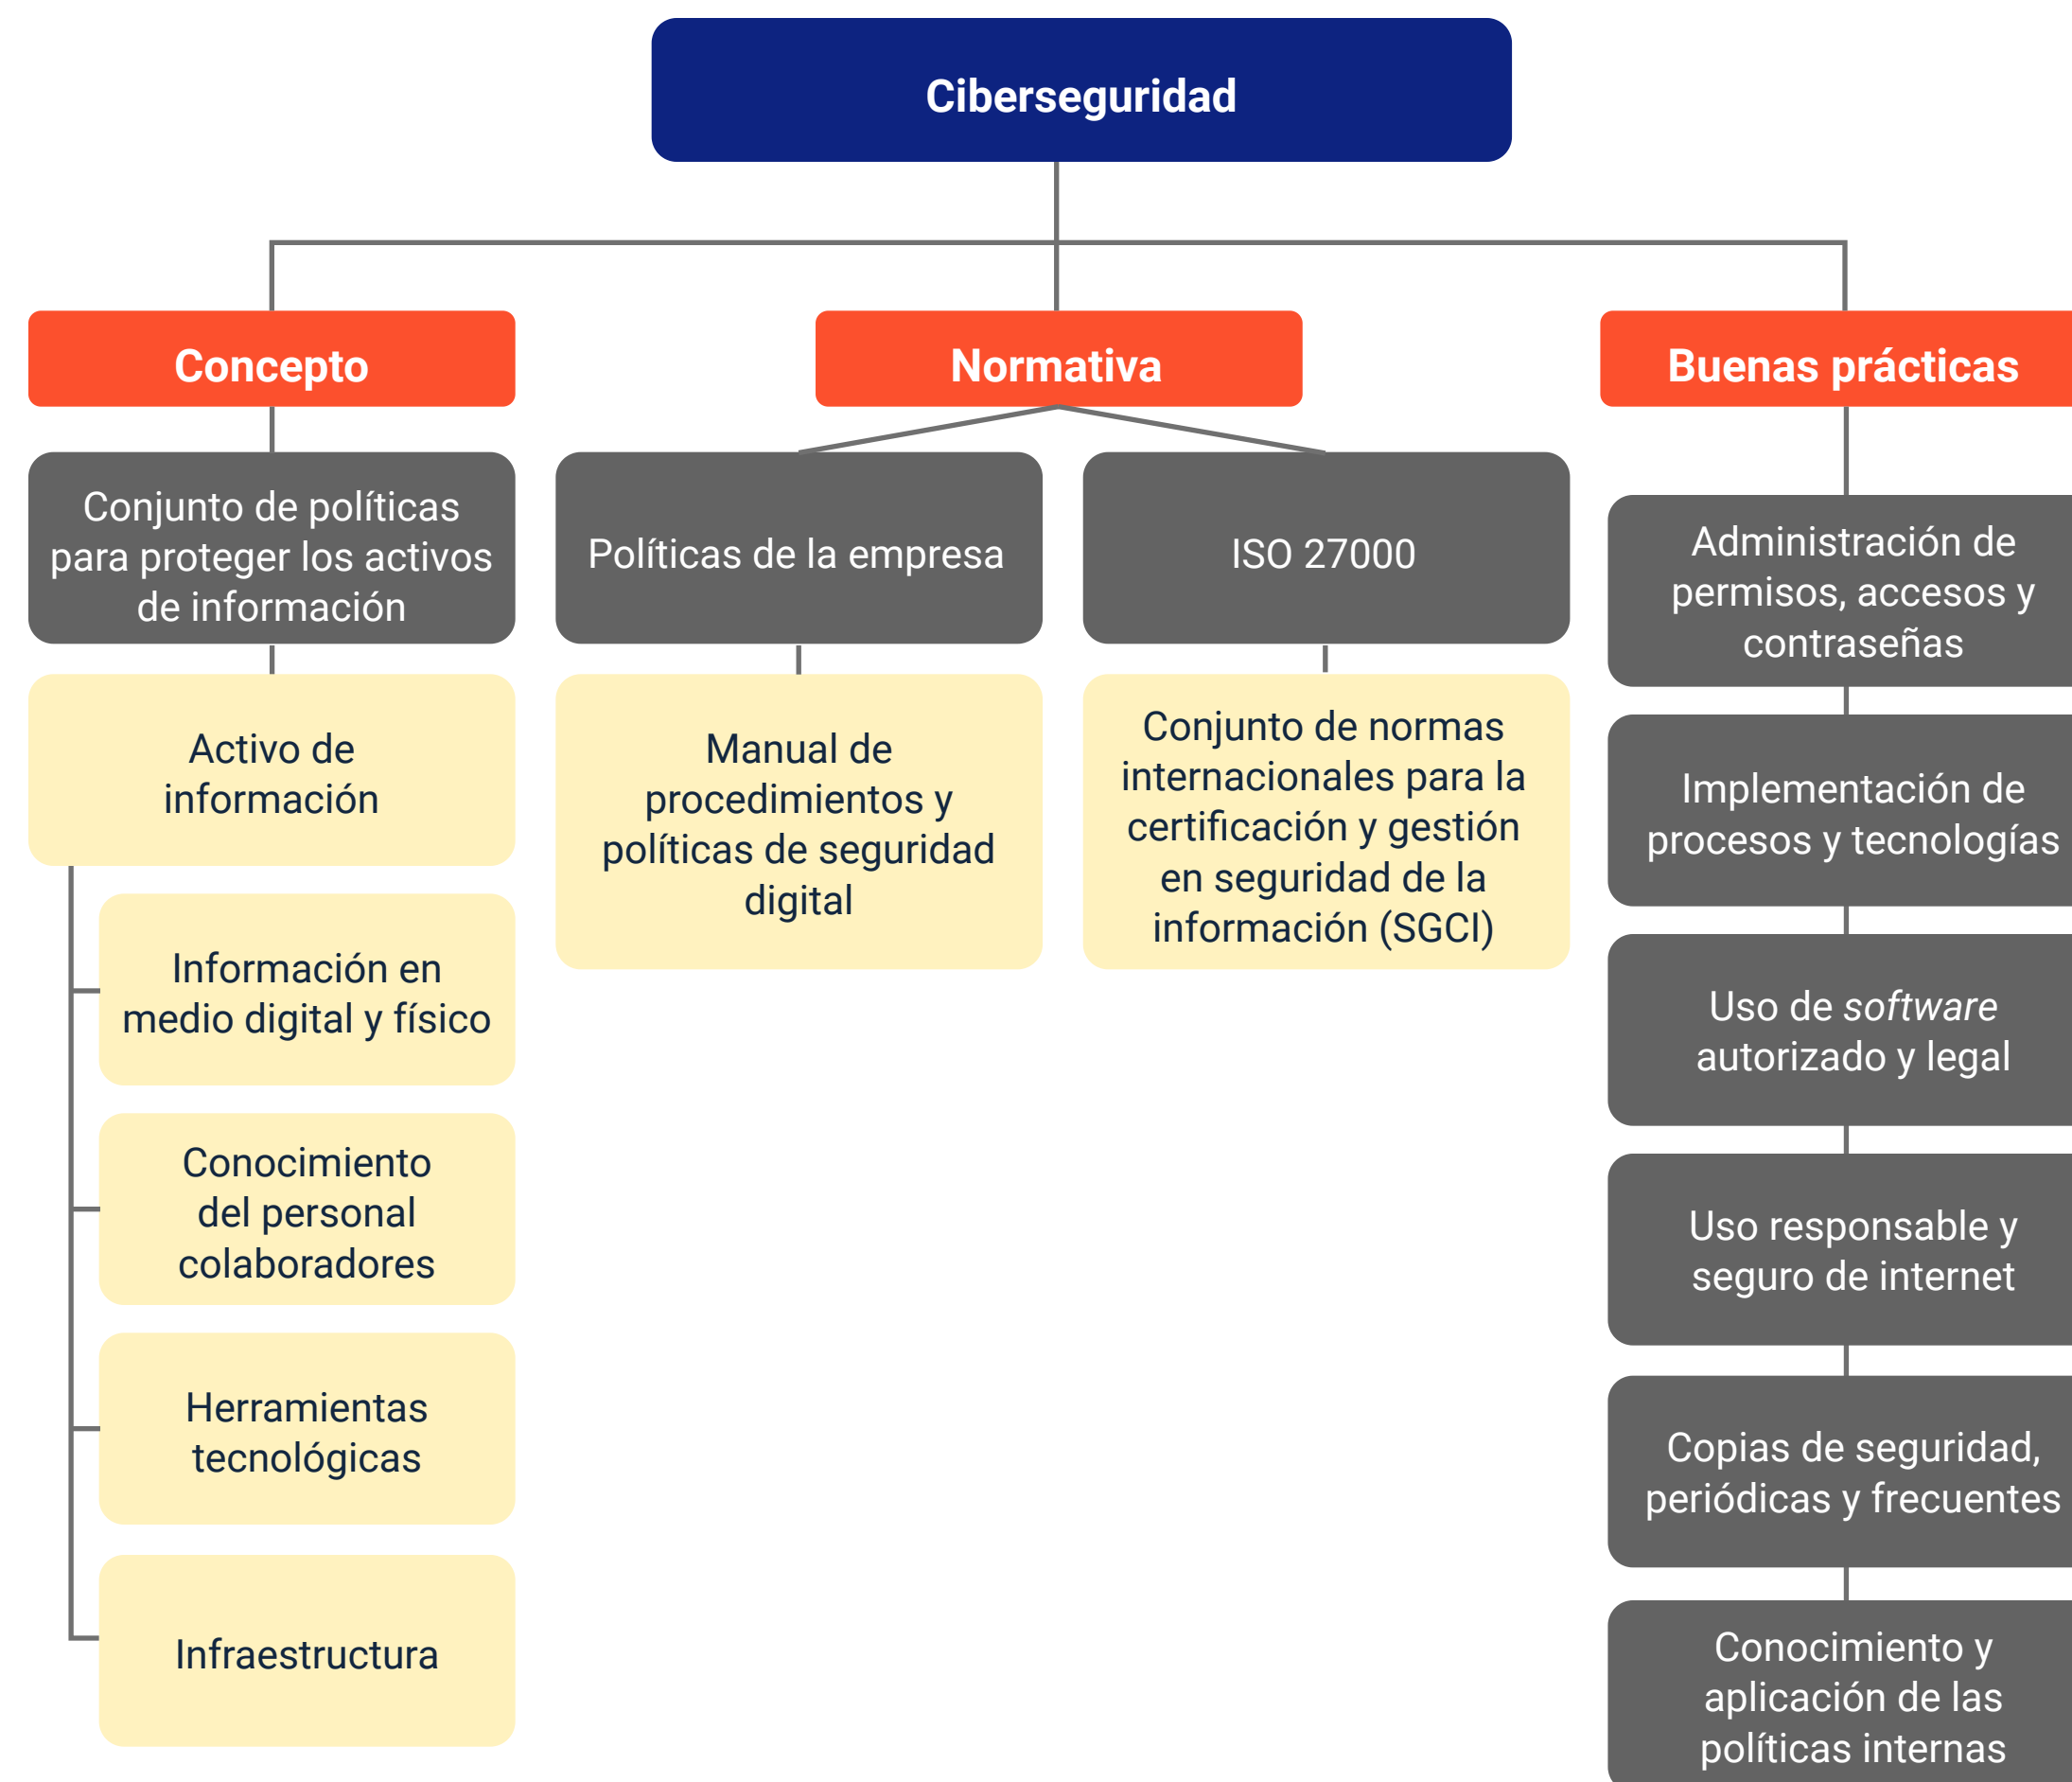 Ciberseguridad
Concepto
Conjunto de políticas
para proteger los activos
de información
Activo de
información
Información en
medio digital y físico
Conocimiento
del personal
colaboradores
Herramientas
tecnológicas
Infraestructura
Normativa
Políticas de la empresa
Manual de
procedimientos y
políticas de seguridad
digital
ISO 27000
Conjunto de normas
internacionales para la
certificación y gestión
en seguridad de la
información (SGCI)
Buenas prácticas
Administración de
permisos, accesos y
contraseñas
Implementación de
procesos y tecnologías
Uso de software
autorizado y legal
Uso responsable y
seguro de internet
Copias de seguridad,
periódicas y frecuentes
Conocimiento y
aplicación de las
políticas internas